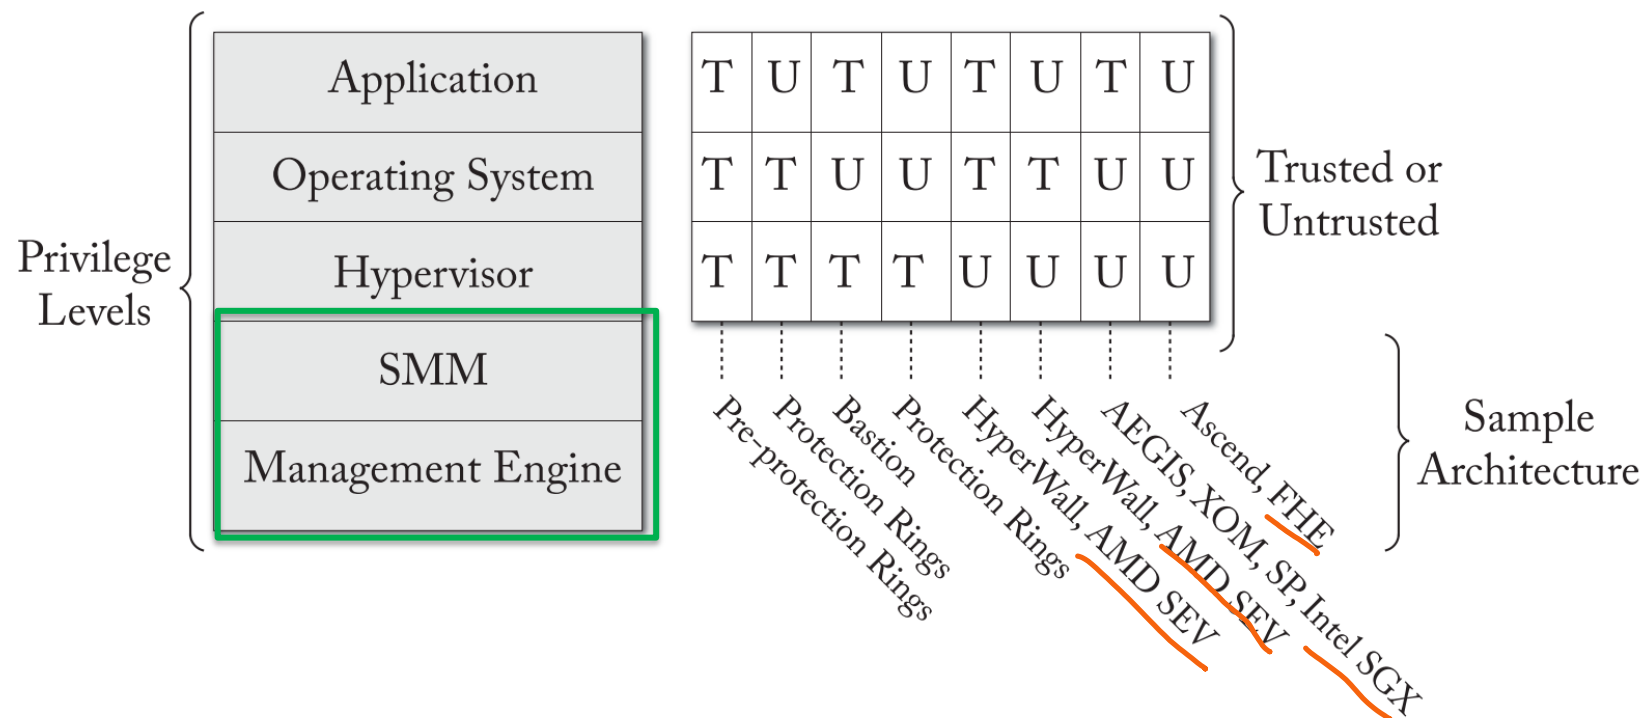 Privilege
Levels
Application
Operating System
Hypervisor
SMM
Management Engine
T U T U T U T U
T T U U T T U U
T T T T U U U U
Trusted or
Untrusted
Pre-protection Rings
Protection Rings
Bastion
Protection Rings
HyperWall, AMD SEV
HyperWall, AMD SEV
AEGIS, XOM, SP, Intel SGX
Ascend, FHE
Sample
Architecture